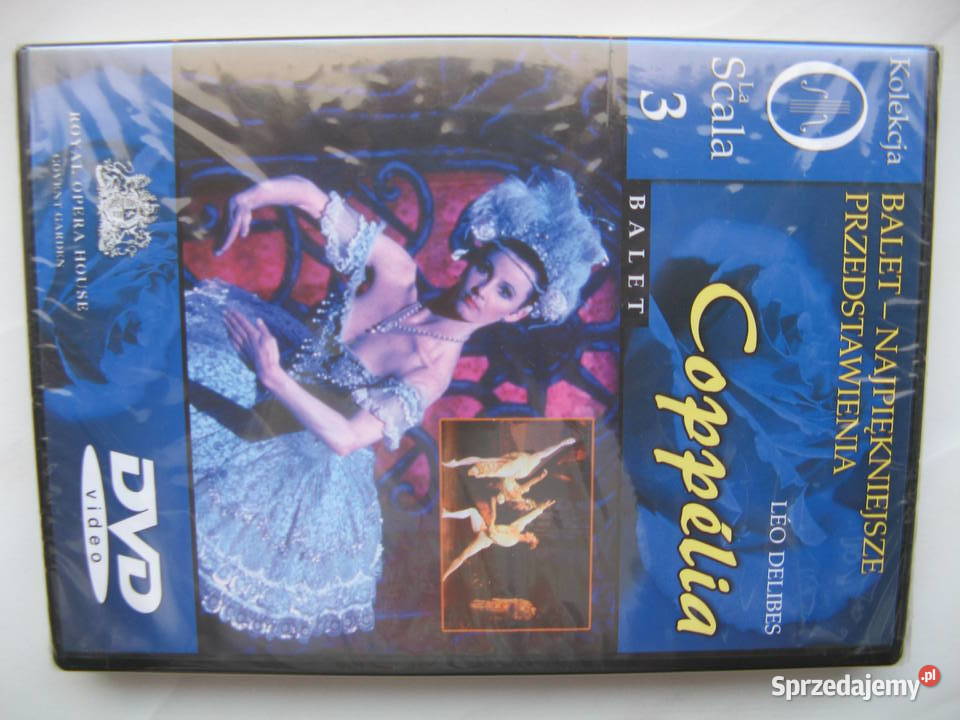 Kolekcja
La
Scala
3
BALET – NAJPIĘKNIEJSZE
PRZEDSTAWIENIA
LÉO DELIBES
Coppélia
BALET
ROYAL OPERA HOUSE
COVENT GARDEN
DVD
video
Sprzedajemy.pl